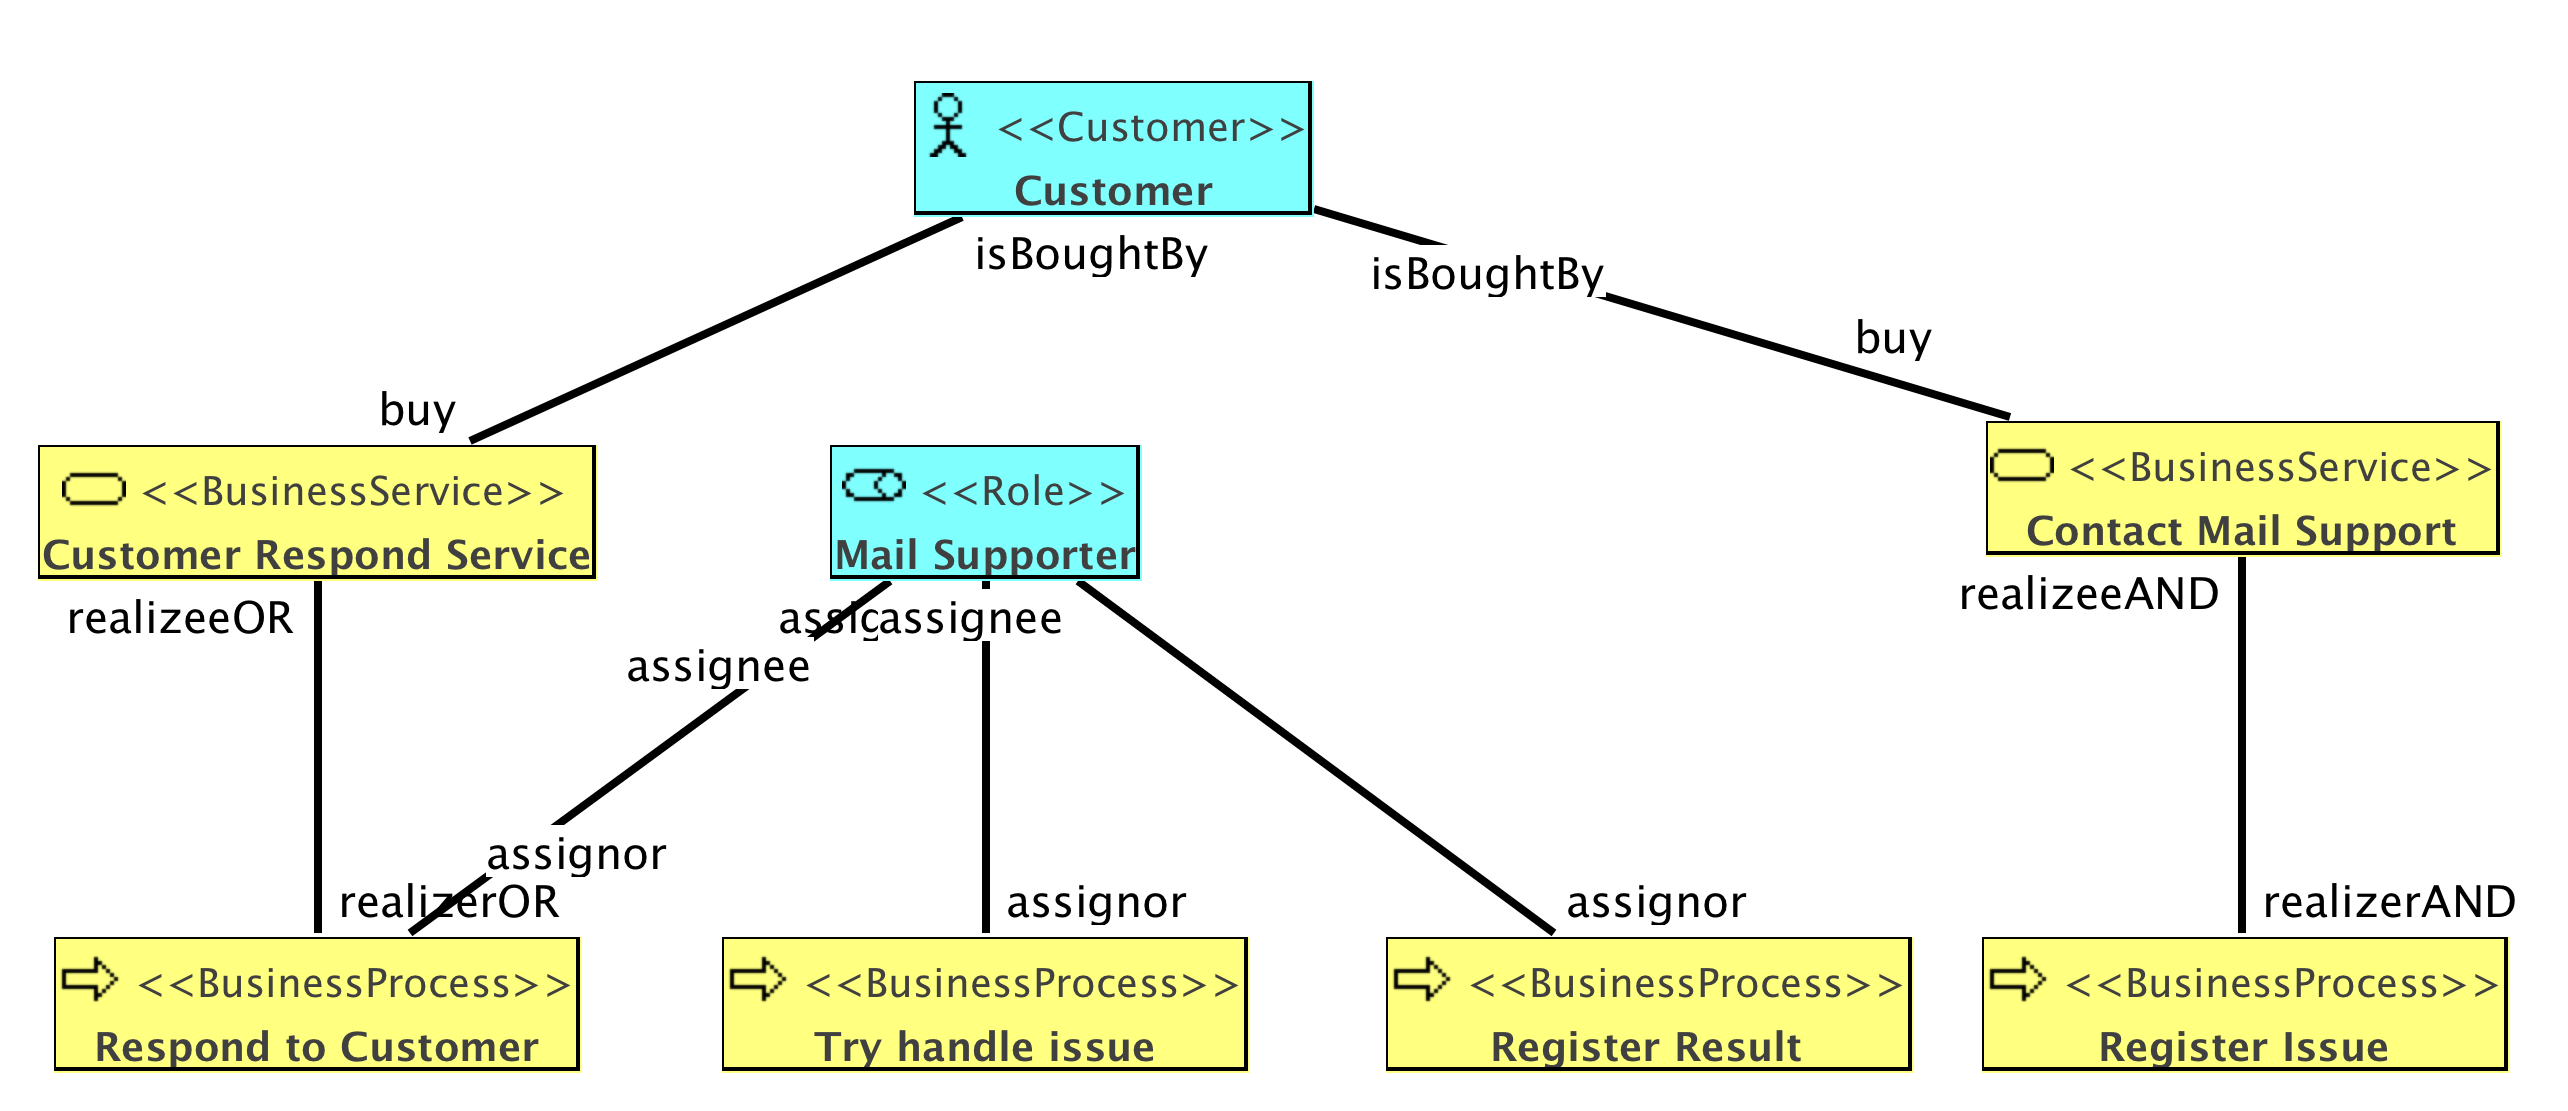 <<Customer>>
Customer
isBoughtBy
isBoughtBy
buy
buy
<<BusinessService>>
Customer Respond Service
<<Role>>
Mail Supporter
<<BusinessService>>
Contact Mail Support
realizeeOR
assignee
realizeeAND
assignee
assignor
realizerOR
assignor
assignor
realizerAND
<<BusinessProcess>>
Respond to Customer
<<BusinessProcess>>
Try handle issue
<<BusinessProcess>>
Register Result
<<BusinessProcess>>
Register Issue